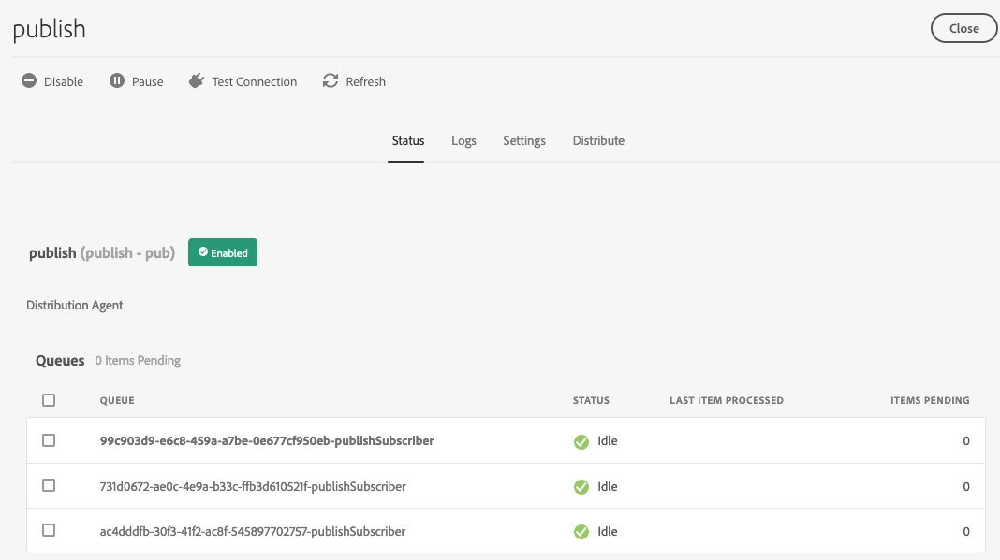 publish
Close
Disable Pause Test Connection Refresh
Status Logs Settings Distribute
publish (publish - pub) Enabled
Distribution Agent
Queues 0 Items Pending
QUEUE STATUS LAST ITEM PROCESSED ITEMS PENDING
99c903d9-e6c8-459a-a7be-0e677cf950eb-publishSubscriber Idle 0
731d0672-ae0c-4e9a-b33c-ffb3d610521f-publishSubscriber Idle 0
ac4dddfb-30f3-41f2-ac8f-545897702757-publishSubscriber Idle 0